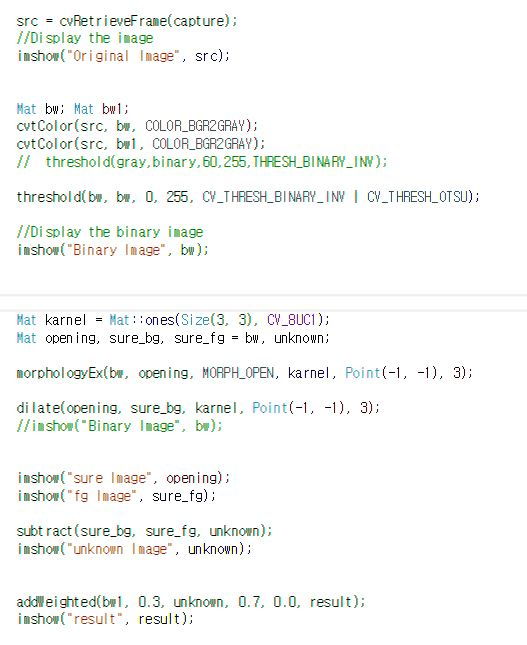 src = cvRetrieveFrame(capture);
//Display the image
imshow("Original Image", src);
Mat bw; Mat bw1;
cvtColor(src, bw, COLOR_BGR2GRAY);
cvtColor(src, bw1, COLOR_BGR2GRAY);
//  threshold(gray,binary,60,255,THRESH_BINARY_INV);
threshold(bw, bw, 0, 255, CV_THRESH_BINARY_INV | CV_THRESH_OTSU);
//Display the binary image
imshow("Binary Image", bw);
Mat karnel = Mat::ones(Size(3, 3), CV_8UC1);
Mat opening, sure_bg, sure_fg = bw, unknown;
morphologyEx(bw, opening, MORPH_OPEN, karnel, Point(-1, -1), 3);
dilate(opening, sure_bg, karnel, Point(-1, -1), 3);
//imshow("Binary Image", bw);
imshow("sure Image", opening);
imshow("fg Image", sure_fg);
subtract(sure_bg, sure_fg, unknown);
imshow("unknown Image", unknown);
addWeighted(bw1, 0.3, unknown, 0.7, 0.0, result);
imshow("result", result);